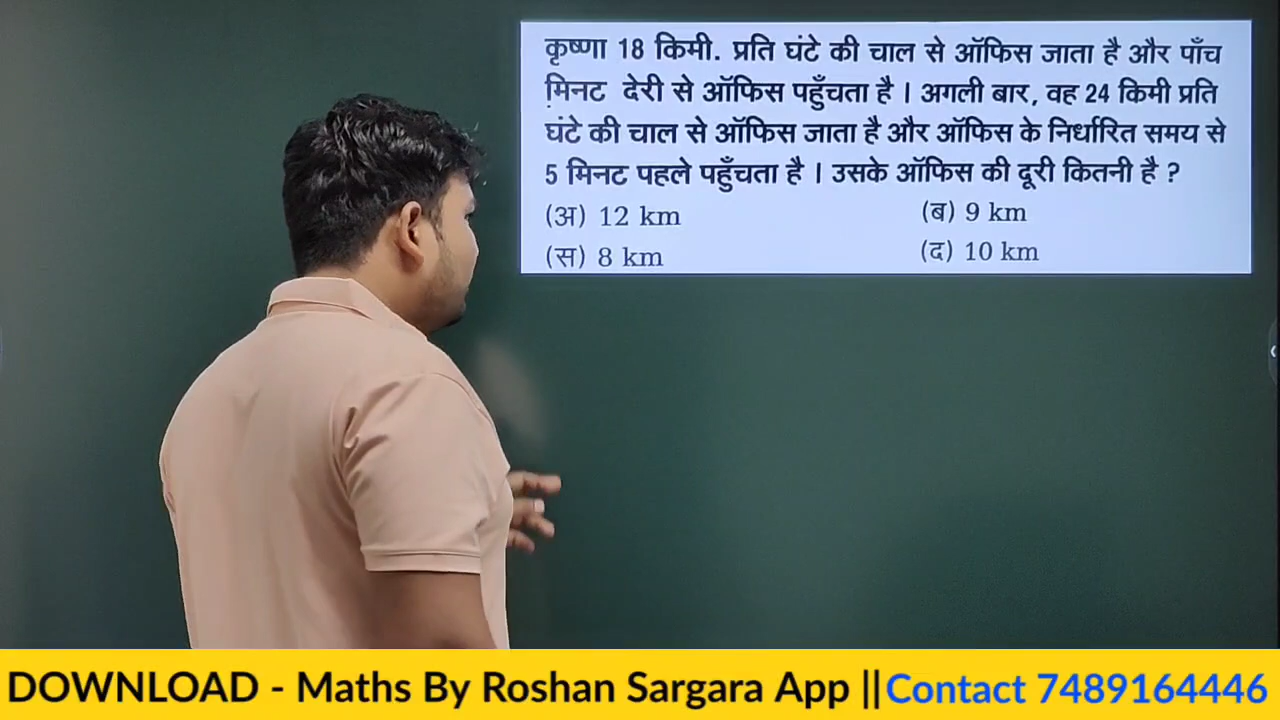 कृष्णा 18 किमी. प्रति घंटे की चाल से ऑफिस जाता है और पाँच
मिनट देरी से ऑफिस पहुँचता है । अगली बार, वह 24 किमी प्रति
घंटे की चाल से ऑफिस जाता है और ऑफिस के निर्धारित समय से
5 मिनट पहले पहुँचता है । उसके ऑफिस की दूरी कितनी है ?
(अ) 12 km (ब) 9 km
(स) 8 km (द) 10 km
DOWNLOAD - Maths By Roshan Sargara App || Contact 7489164446